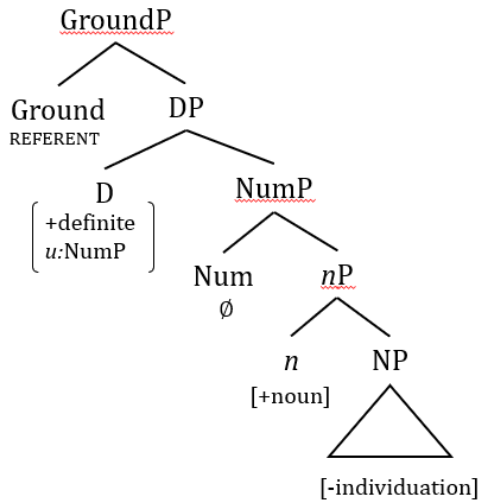 GroundP
Ground DP
REFERENT
D NumP
+definite
u:NumP
Num nP
∅
n NP
[+noun]
[-individuation]